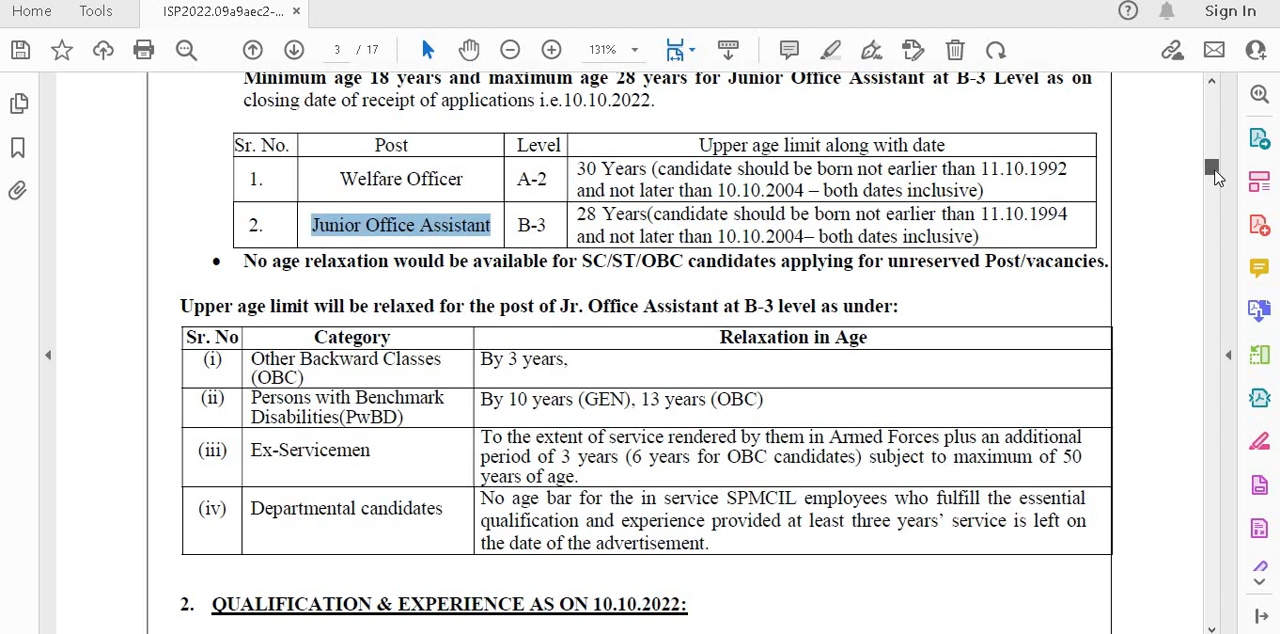 Home Tools ISP2022.09a9aec2-... × Sign In
3 / 17 131%
Minimum age 18 years and maximum age 28 years for Junior Office Assistant at B-3 Level as on
closing date of receipt of applications i.e.10.10.2022.
Sr. No. Post Level Upper age limit along with date
1. Welfare Officer A-2 30 Years (candidate should be born not earlier than 11.10.1992
and not later than 10.10.2004 – both dates inclusive)
2. Junior Office Assistant B-3 28 Years(candidate should be born not earlier than 11.10.1994
and not later than 10.10.2004– both dates inclusive)
• No age relaxation would be available for SC/ST/OBC candidates applying for unreserved Post/vacancies.
Upper age limit will be relaxed for the post of Jr. Office Assistant at B-3 level as under:
Sr. No Category Relaxation in Age
(i) Other Backward Classes By 3 years,
(OBC)
(ii) Persons with Benchmark By 10 years (GEN), 13 years (OBC)
Disabilities(PwBD)
(iii) Ex-Servicemen To the extent of service rendered by them in Armed Forces plus an additional
period of 3 years (6 years for OBC candidates) subject to maximum of 50
years of age.
(iv) Departmental candidates No age bar for the in service SPMCIL employees who fulfill the essential
qualification and experience provided at least three years’ service is left on
the date of the advertisement.
2. QUALIFICATION & EXPERIENCE AS ON 10.10.2022: